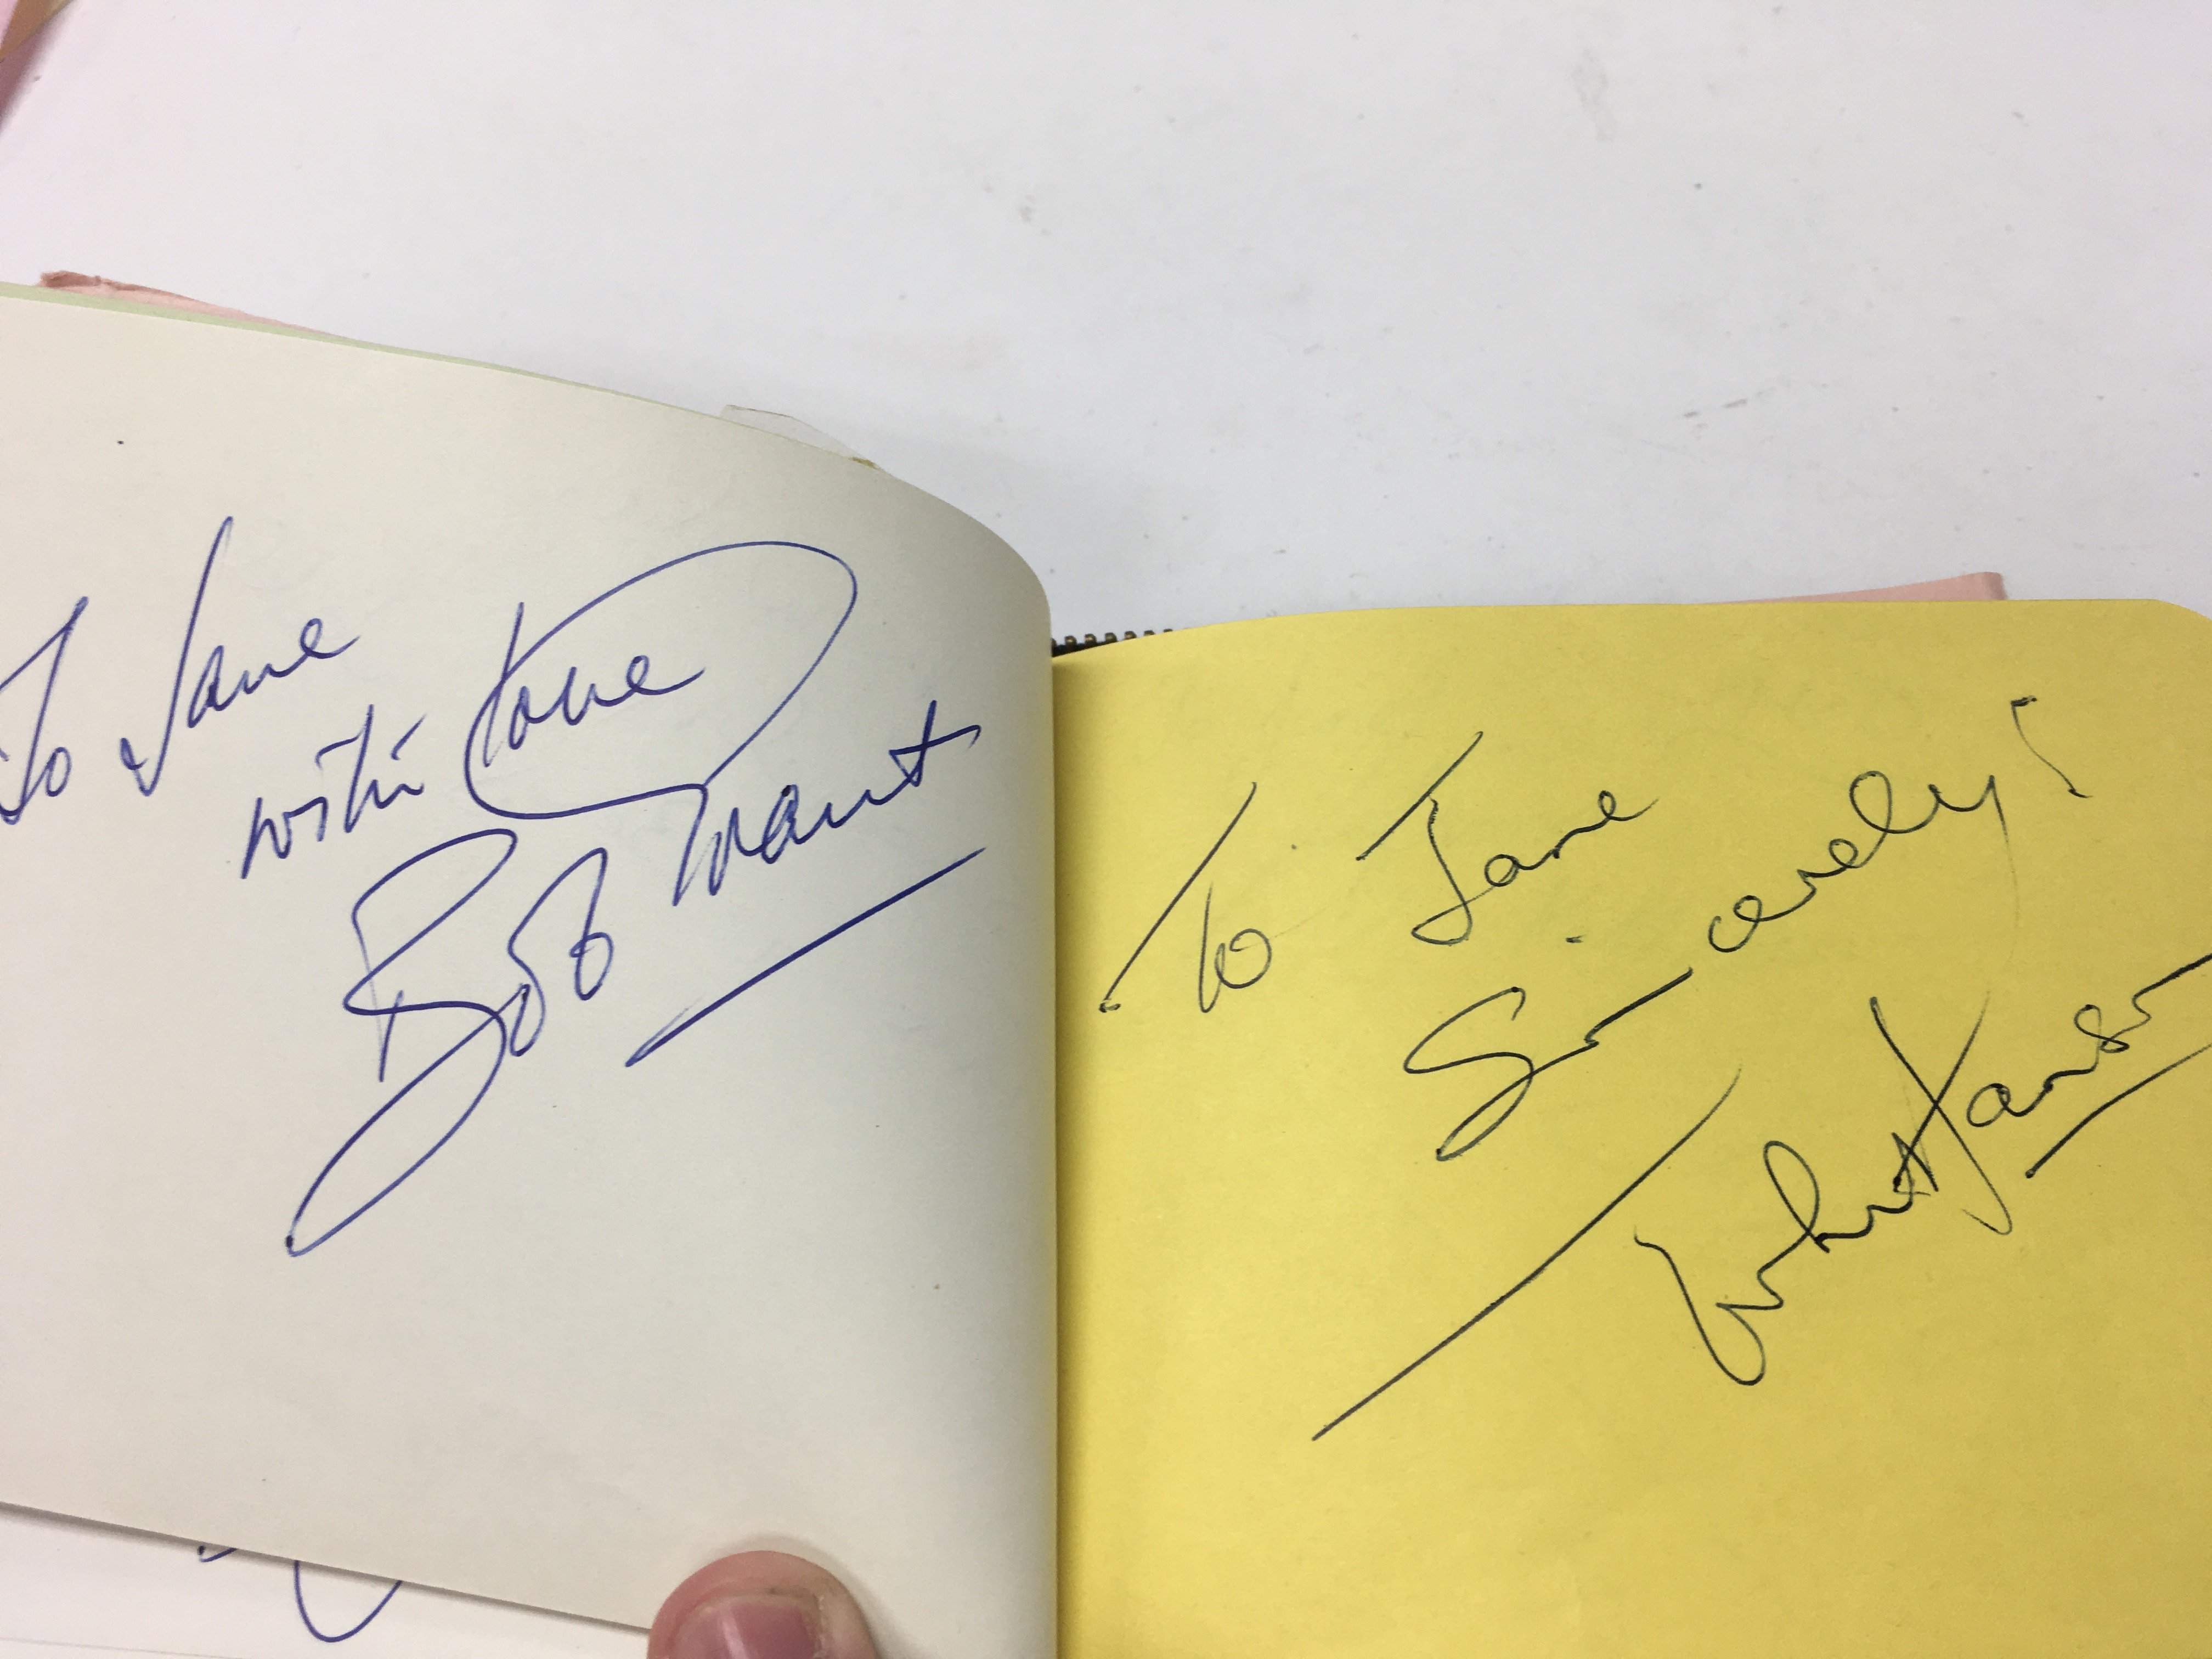 To Jane
with love
Bob Grant
To Jane
Sincerely!
John Hanson